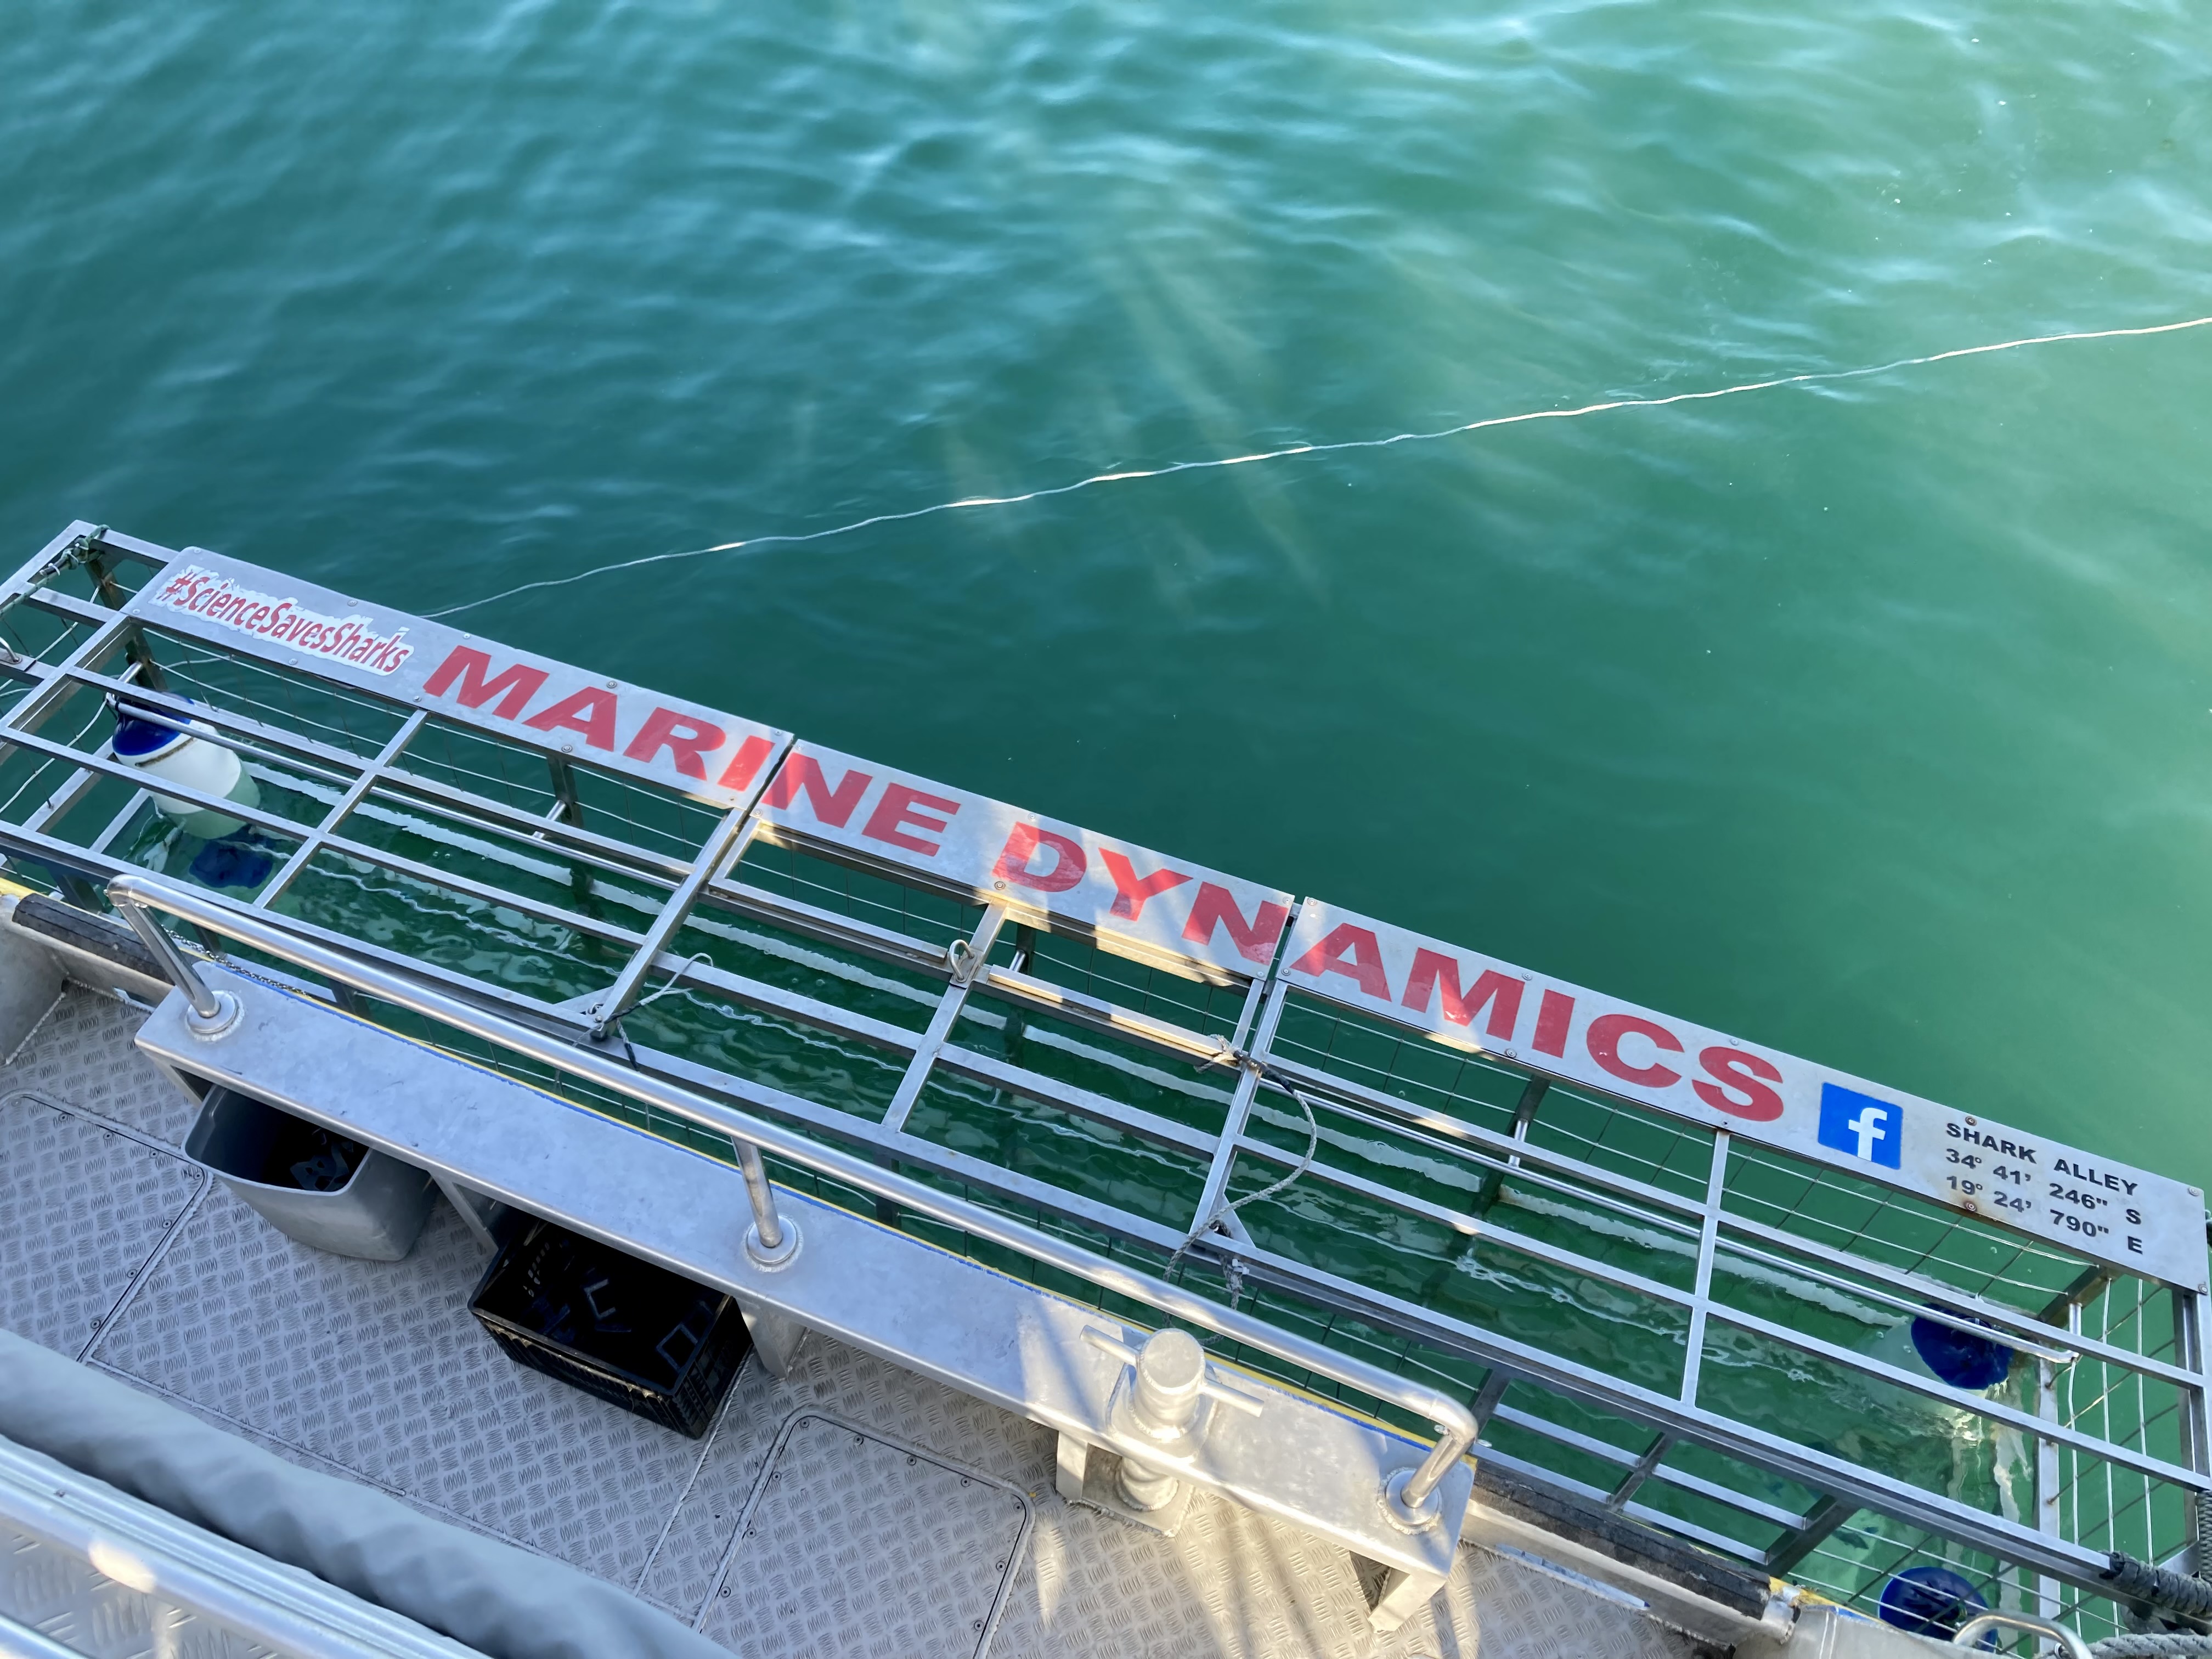 #ScienceSavesSharks
MARINE DYNAMICS
f
SHARK ALLEY
34° 41' 246" S
19° 24' 790" E